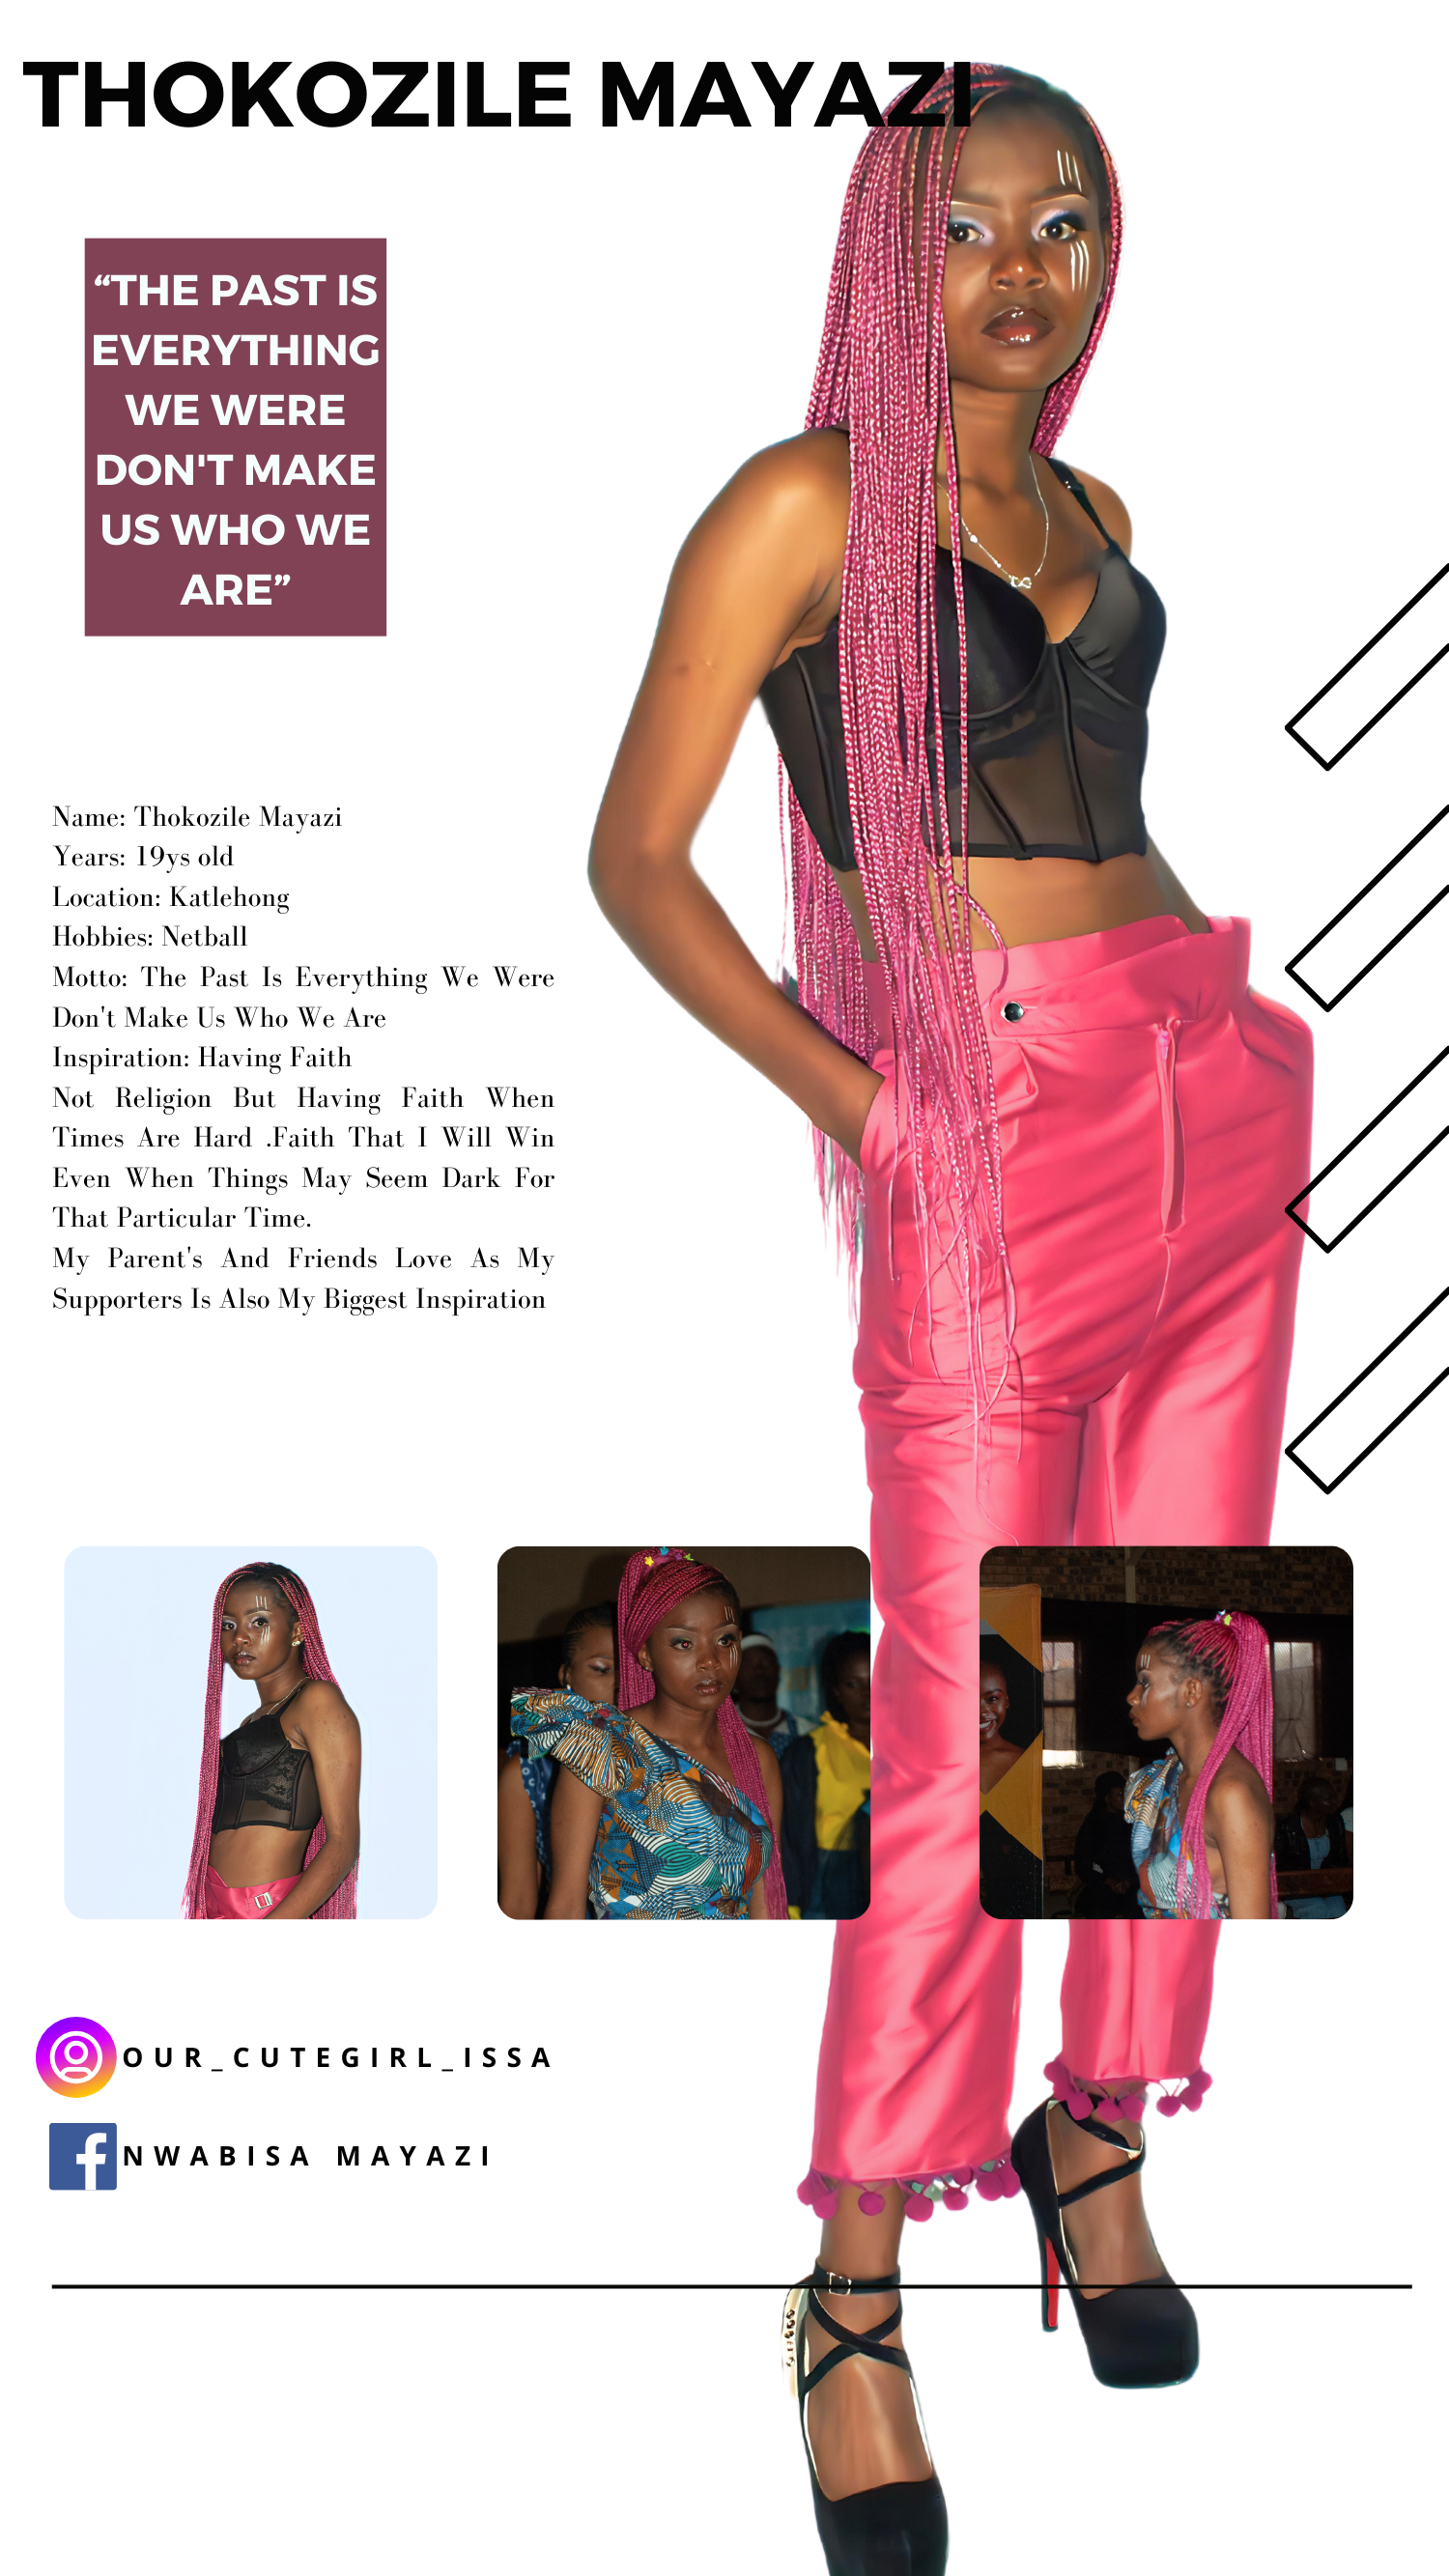 THOKOZILE MAYAZI
“THE PAST IS
EVERYTHING
WE WERE
DON'T MAKE
US WHO WE
ARE”
Name: Thokozile Mayazi
Years: 19ys old
Location: Katlehong
Hobbies: Netball
Motto: The Past Is Everything We Were
Don't Make Us Who We Are
Inspiration: Having Faith
Not Religion But Having Faith When
Times Are Hard .Faith That I Will Win
Even When Things May Seem Dark For
That Particular Time.
My Parent's And Friends Love As My
Supporters Is Also My Biggest Inspiration
OUR_CUTEGIRL_ISSA
NWABISA MAYAZI